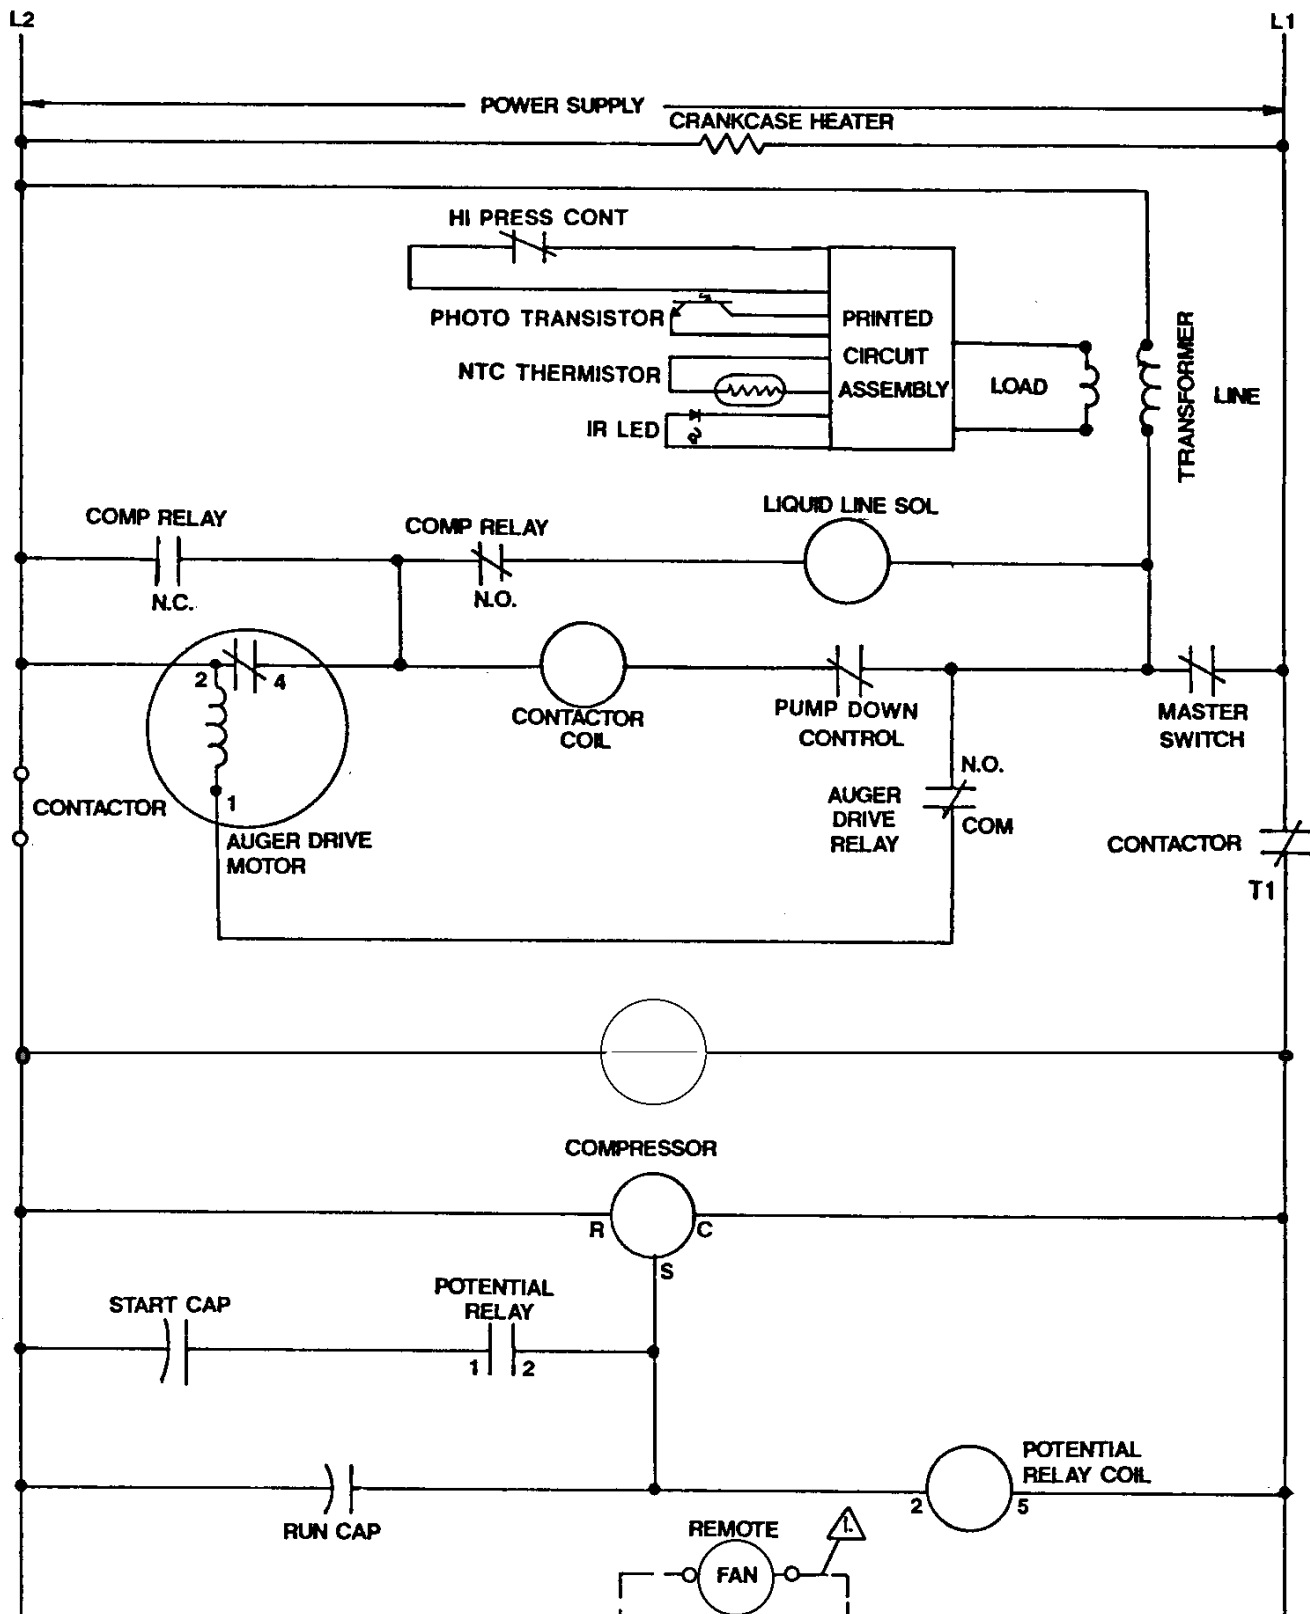 L2
L1
POWER SUPPLY
CRANKCASE HEATER
HI PRESS CONT
PHOTO TRANSISTOR
NTC THERMISTOR
IR LED
PRINTED
CIRCUIT
ASSEMBLY
LOAD
TRANSFORMER
LINE
COMP RELAY
N.C.
COMP RELAY
N.O.
LIQUID LINE SOL
2
4
1
AUGER DRIVE
MOTOR
CONTACTOR
CONTACTOR
COIL
PUMP DOWN
CONTROL
MASTER
SWITCH
N.O.
AUGER
DRIVE
RELAY
COM
CONTACTOR
T1
COMPRESSOR
R
C
S
START CAP
POTENTIAL
RELAY
1
2
RUN CAP
2
5
POTENTIAL
RELAY COIL
REMOTE
FAN
1.